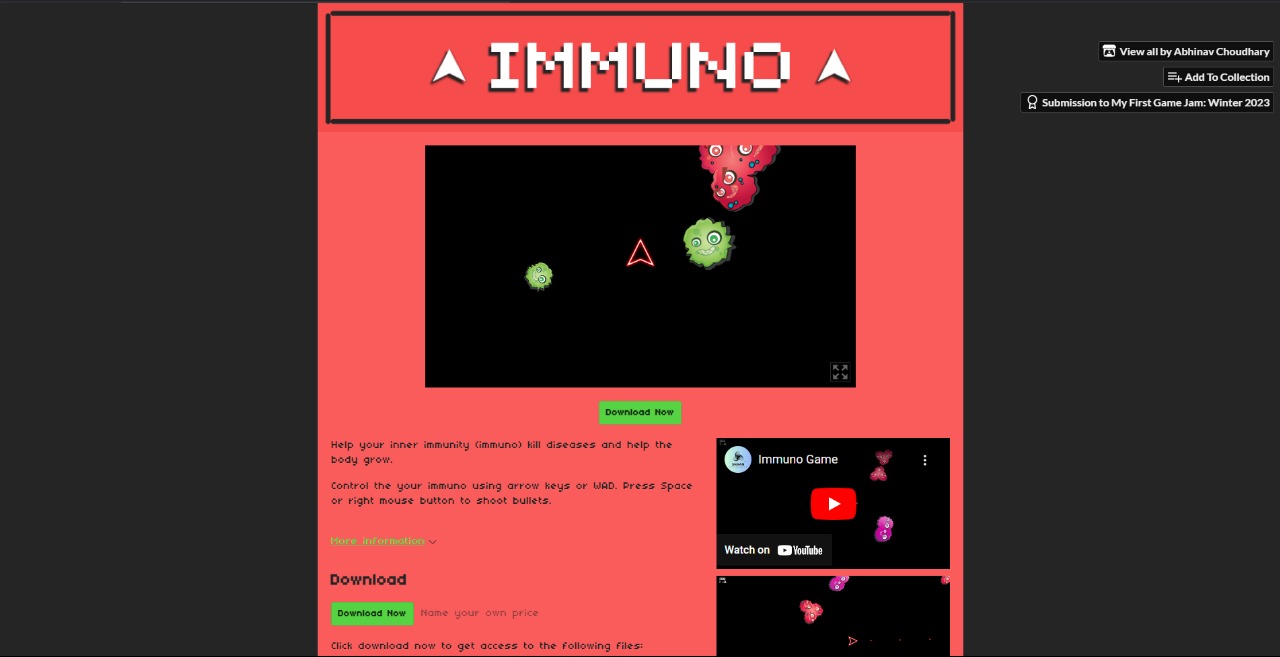 IMMUNO
View all by Abhinav Choudhary
Add To Collection
Submission to My First Game Jam: Winter 2023
Download Now
Help your inner immunity (immuno) kill diseases and help the
body grow.
Control the your immuno using arrow keys or WAD. Press Space
or right mouse button to shoot bullets.
More information
Download
Download Now Name your own price
Click download now to get access to the following files:
Immuno Game
Watch on YouTube